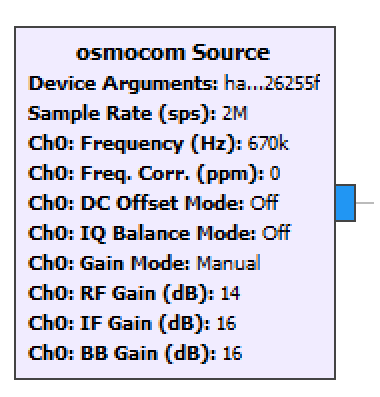 osmocom Source
Device Arguments: ha...26255f
Sample Rate (sps): 2M
Ch0: Frequency (Hz): 670k
Ch0: Freq. Corr. (ppm): 0
Ch0: DC Offset Mode: Off
Ch0: IQ Balance Mode: Off
Ch0: Gain Mode: Manual
Ch0: RF Gain (dB): 14
Ch0: IF Gain (dB): 16
Ch0: BB Gain (dB): 16